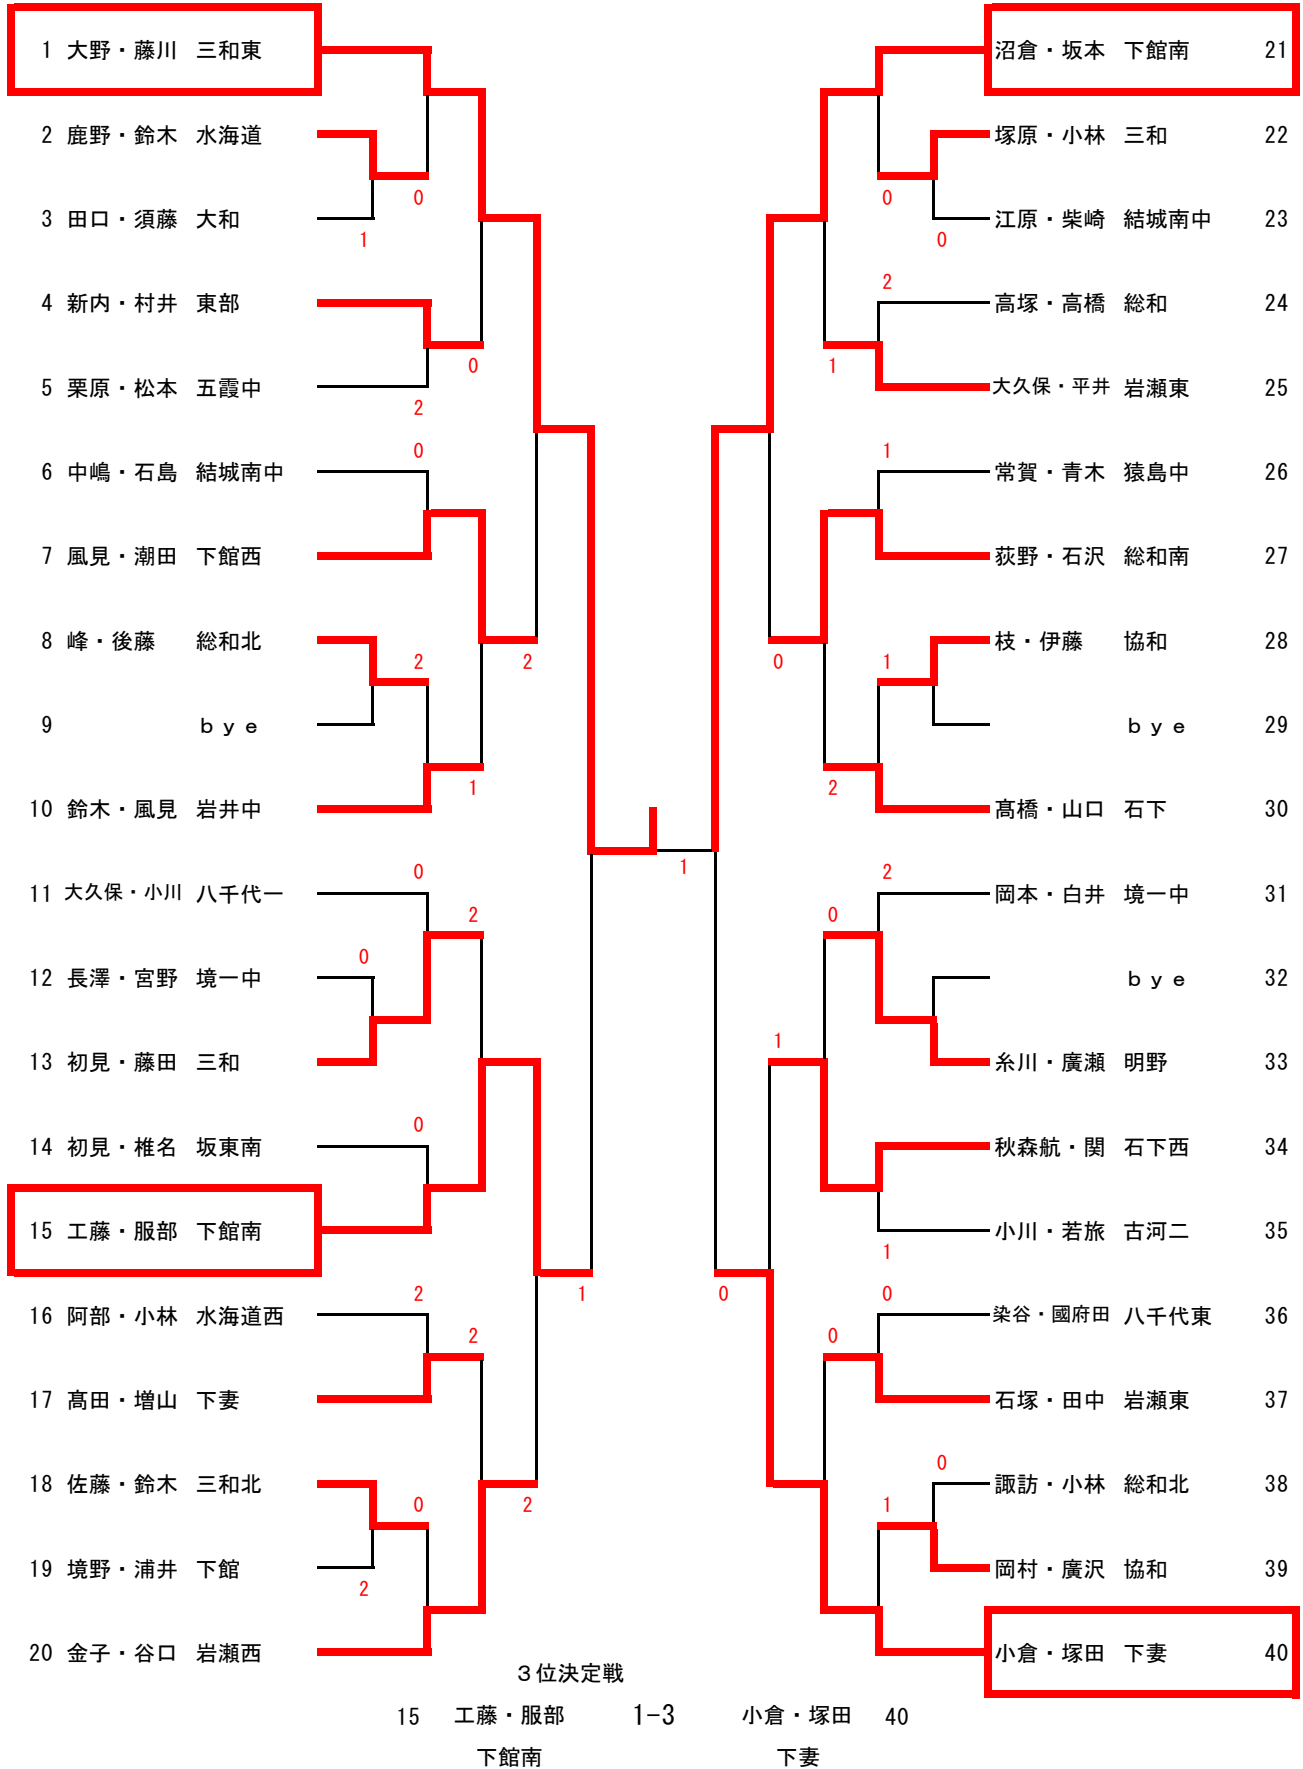 1 大野・藤川 三和東
沼倉・坂本 下館南 21
2 鹿野・鈴木 水海道
塚原・小林 三和 22
0
0
3 田口・須藤 大和
江原・柴崎 結城南中 23
1
0
2
4 新内・村井 東部
高塚・高橋 総和 24
0
1
5 栗原・松本 五霞中
大久保・平井 岩瀬東 25
2
0
1
6 中嶋・石島 結城南中
常賀・青木 猿島中 26
7 風見・潮田 下館西
荻野・石沢 総和南 27
8 峰・後藤 総和北
枝・伊藤 協和 28
2
2
0
1
9 bye
bye 29
1
2
10 鈴木・風見 岩井中
髙橋・山口 石下 30
1
0
2
11 大久保・小川 八千代一
岡本・白井 境一中 31
2
0
0
12 長澤・宮野 境一中
bye 32
1
13 初見・藤田 三和
糸川・廣瀬 明野 33
0
14 初見・椎名 坂東南
秋森航・関 石下西 34
15 工藤・服部 下館南
小川・若旅 古河二 35
1
2
1
0
0
16 阿部・小林 水海道西
染谷・國府田 八千代東 36
2
0
17 髙田・増山 下妻
石塚・田中 岩瀬東 37
0
18 佐藤・鈴木 三和北
諏訪・小林 総和北 38
0
2
1
19 境野・浦井 下館
岡村・廣沢 協和 39
2
20 金子・谷口 岩瀬西
小倉・塚田 下妻 40
３位決定戦
15 工藤・服部 1-3 小倉・塚田 40
下館南 下妻